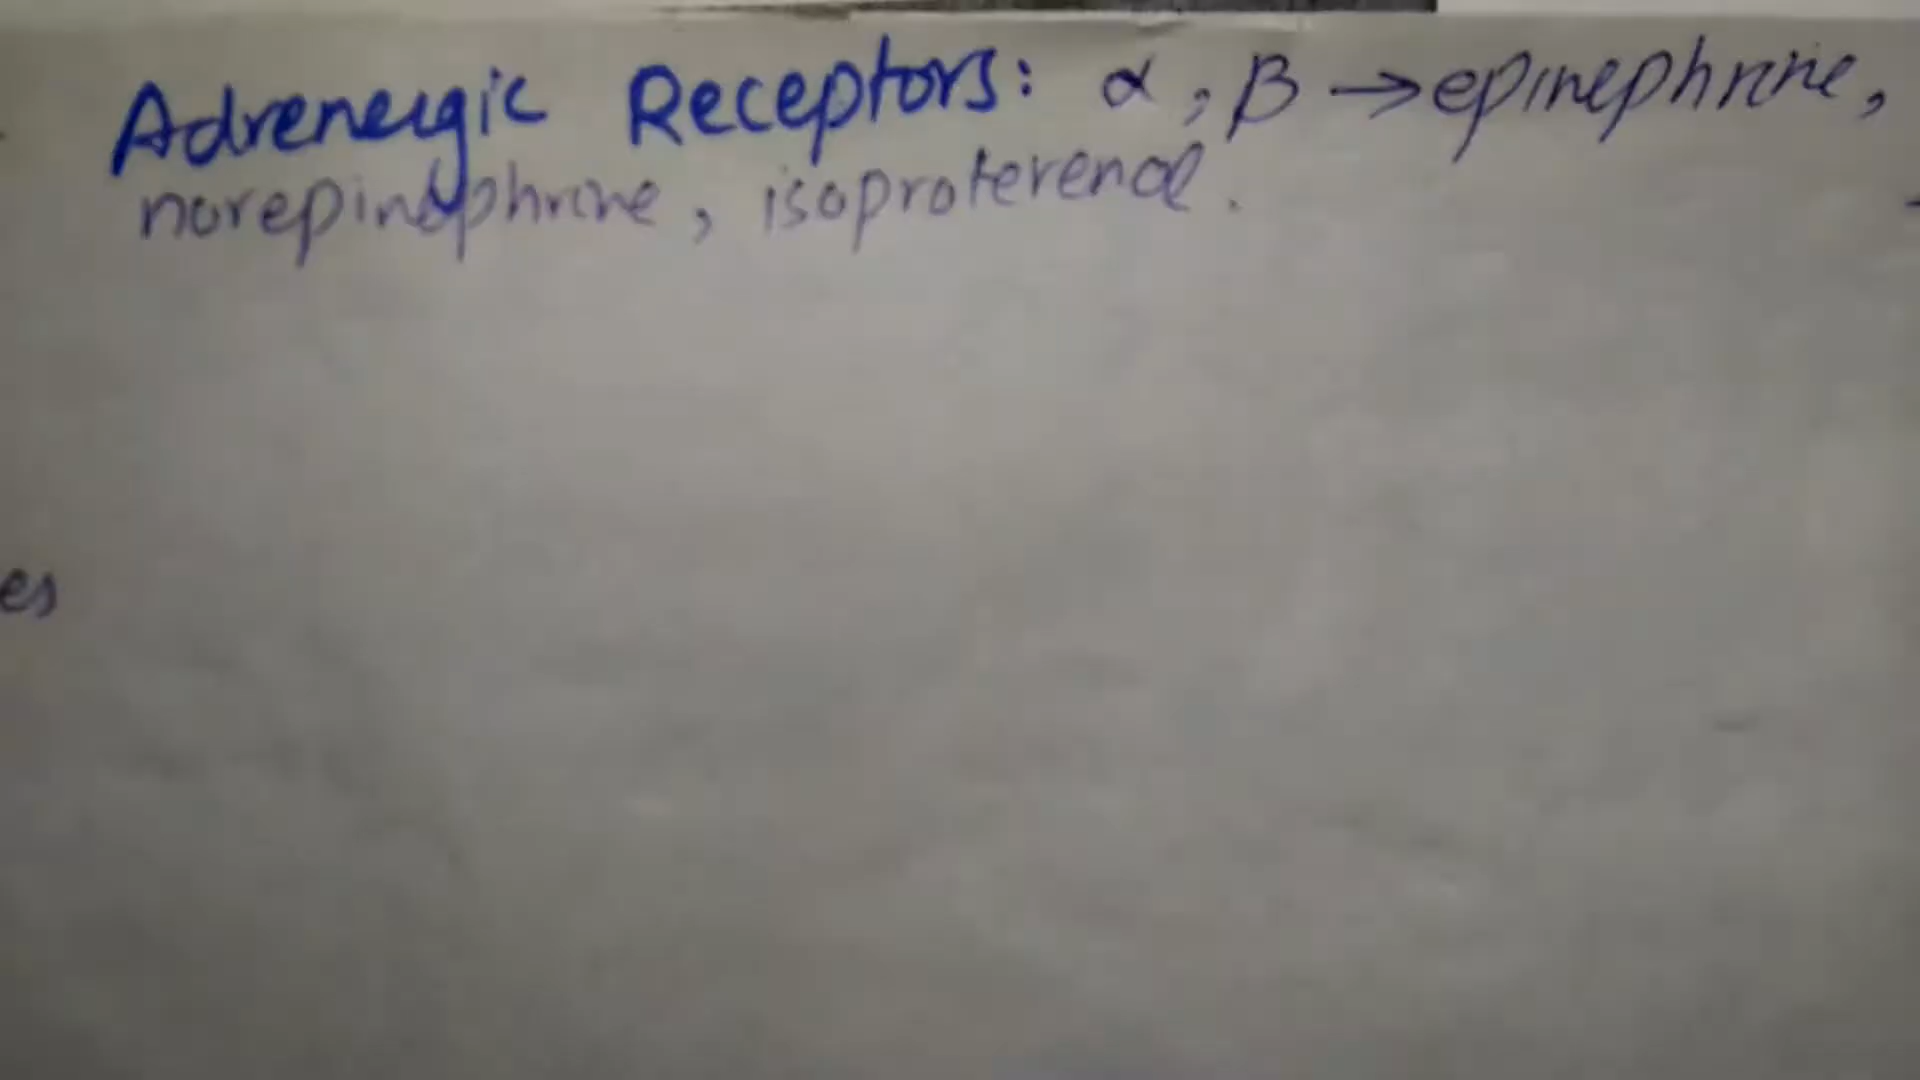 Adrenergic Receptors: α, β → epinephrine,
norepinephrine, isoproterenol.
es